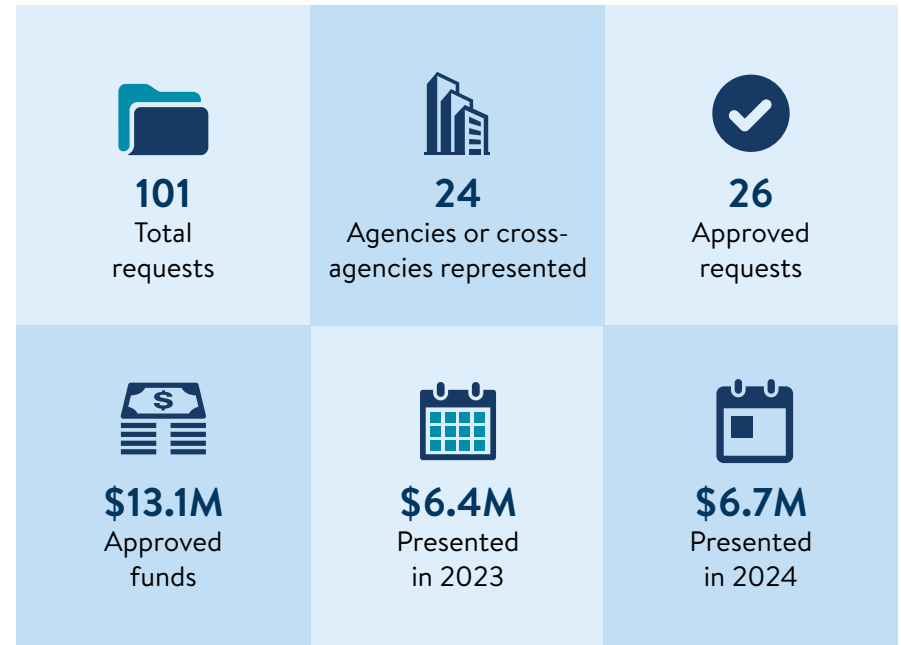 101
Total
requests
24
Agencies or cross-
agencies represented
26
Approved
requests
$
$13.1M
Approved
funds
$6.4M
Presented
in 2023
$6.7M
Presented
in 2024